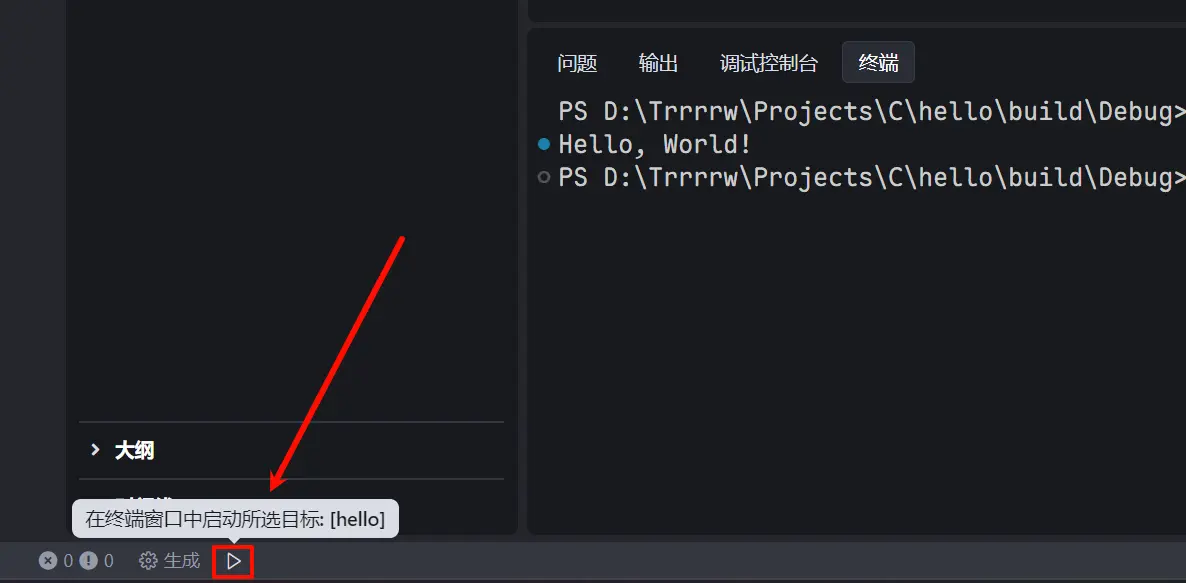 问题 输出 调试控制台 终端
PS D:\Trrrrw\Projects\C\hello\build\Debug>
Hello, World!
PS D:\Trrrrw\Projects\C\hello\build\Debug>
大纲
在终端窗口中启动所选目标: [hello]
0 0 生成